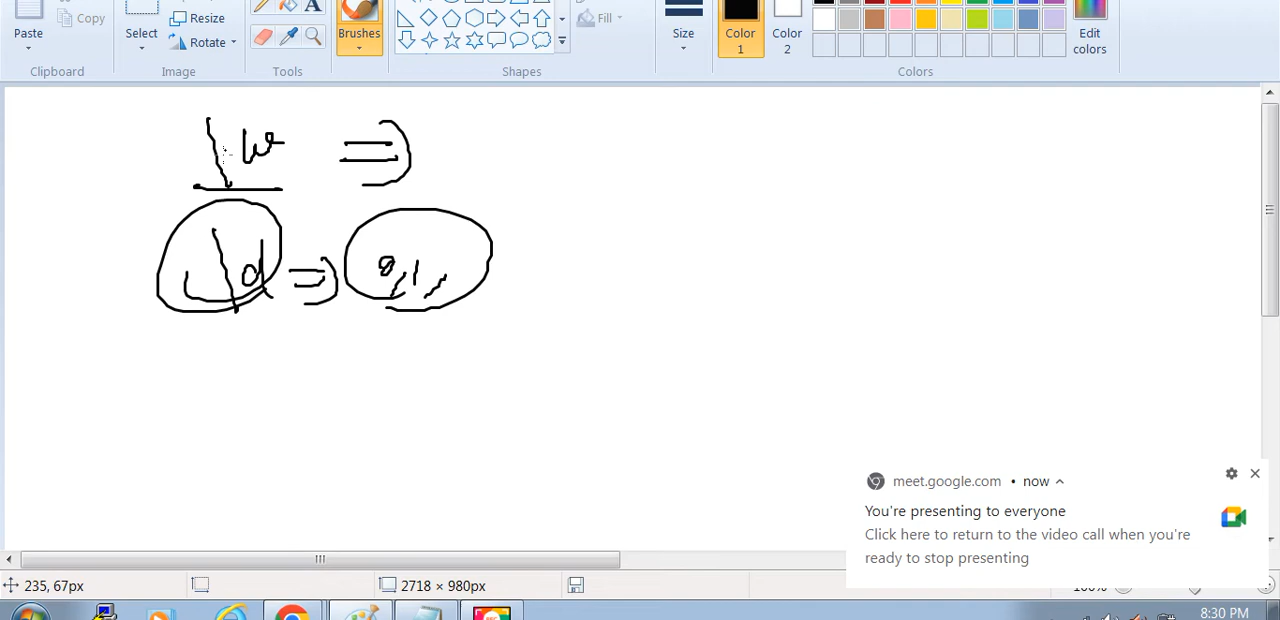 Paste
Copy
Clipboard
Select
Resize
Rotate
Image
A
Tools
Brushes
Fill
Shapes
Size
Color
1
Color
2
Edit
colors
Colors
\w =>
\d =>
meet.google.com • now
You're presenting to everyone
Click here to return to the video call when you're
ready to stop presenting
235, 67px
2718 × 980px
8:30 PM